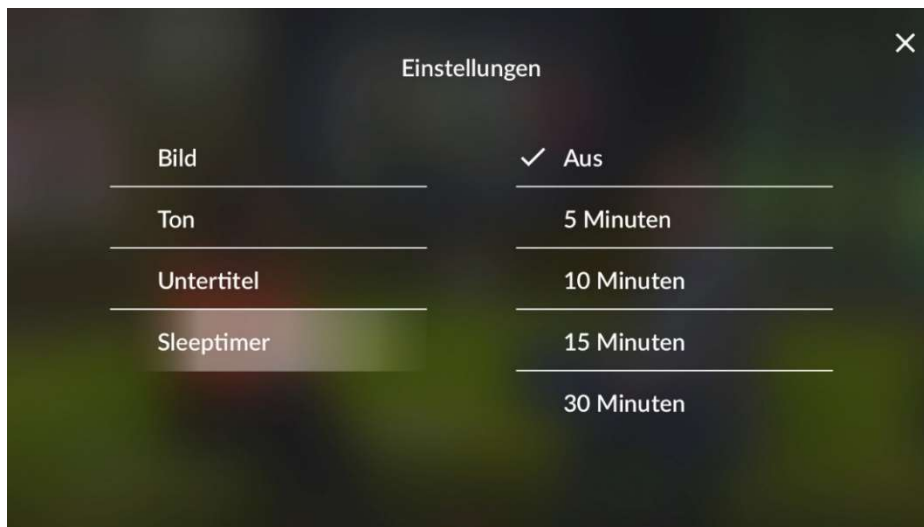 Einstellungen
Bild
Ton
Untertitel
Sleeptimer
Aus
5 Minuten
10 Minuten
15 Minuten
30 Minuten